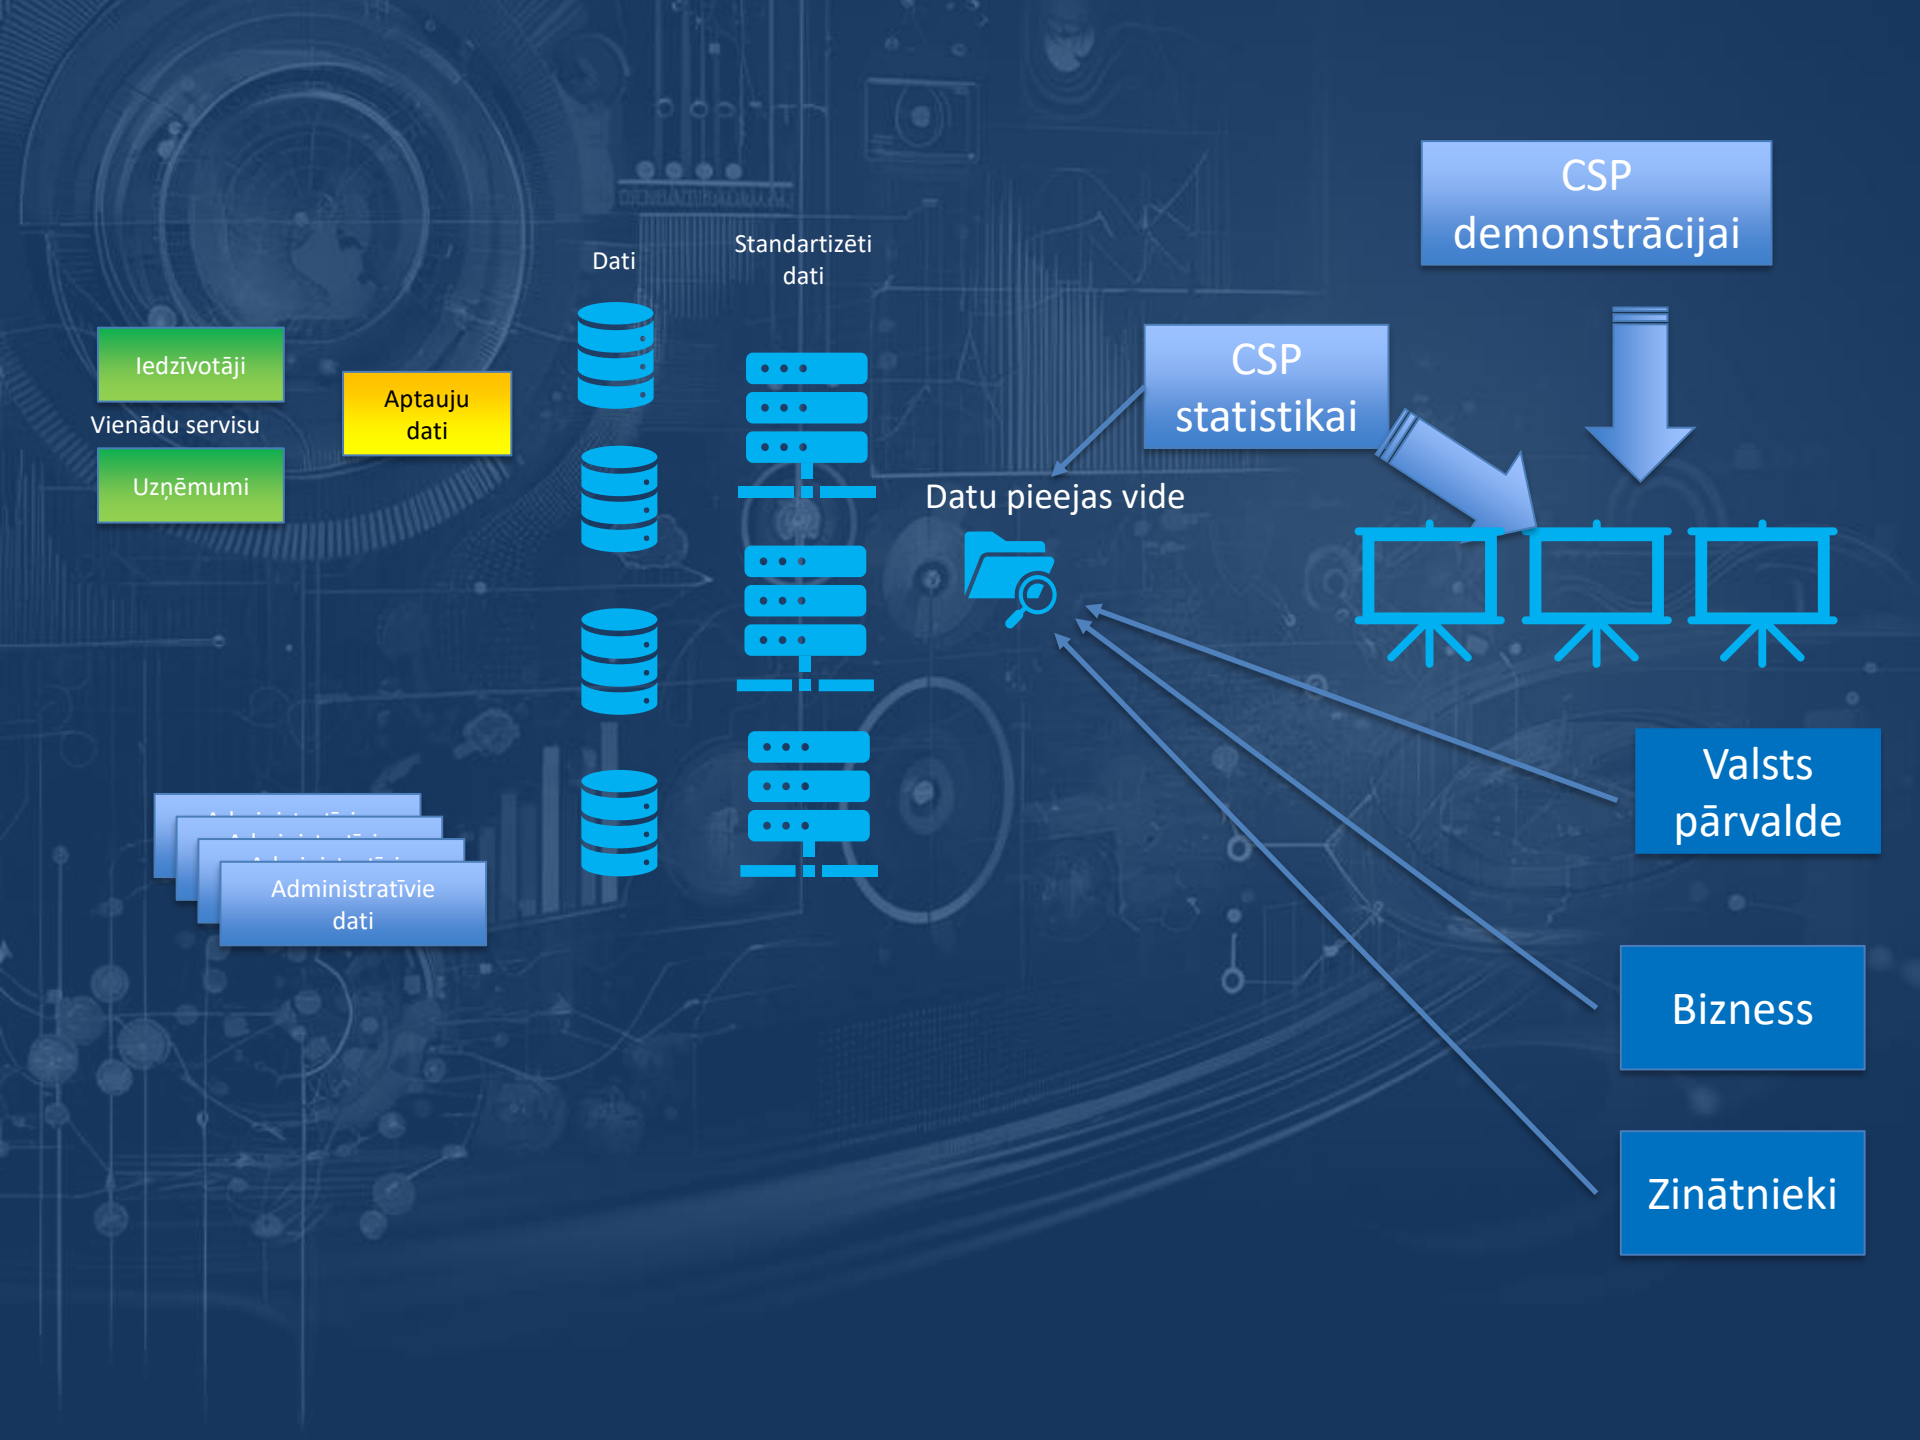 CSP
demonstrācijai
Standartizēti
dati
Dati
CSP
statistikai
Iedzīvotāji
Aptauju
dati
Vienādu servisu
Uzņēmumi
Datu pieejas vide
Valsts
pārvalde
Administratīvie
dati
Bizness
Zinātnieki